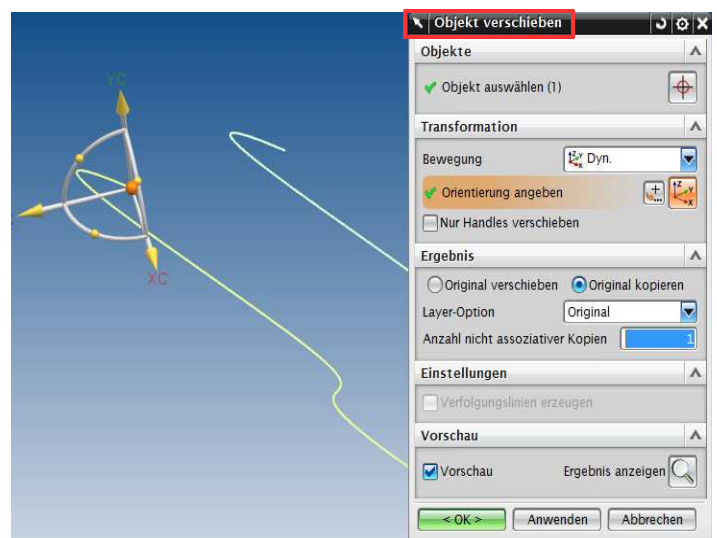 Objekt verschieben
Objekte
Objekt auswählen (1)
Transformation
Bewegung
Dyn.
Orientierung angeben
Nur Handles verschieben
Ergebnis
Original verschieben Original kopieren
Layer-Option Original
Anzahl nicht assoziativer Kopien 1
Einstellungen
Verfolgungslinien erzeugen
Vorschau
Vorschau Ergebnis anzeigen
< OK > Anwenden Abbrechen
YC
XC